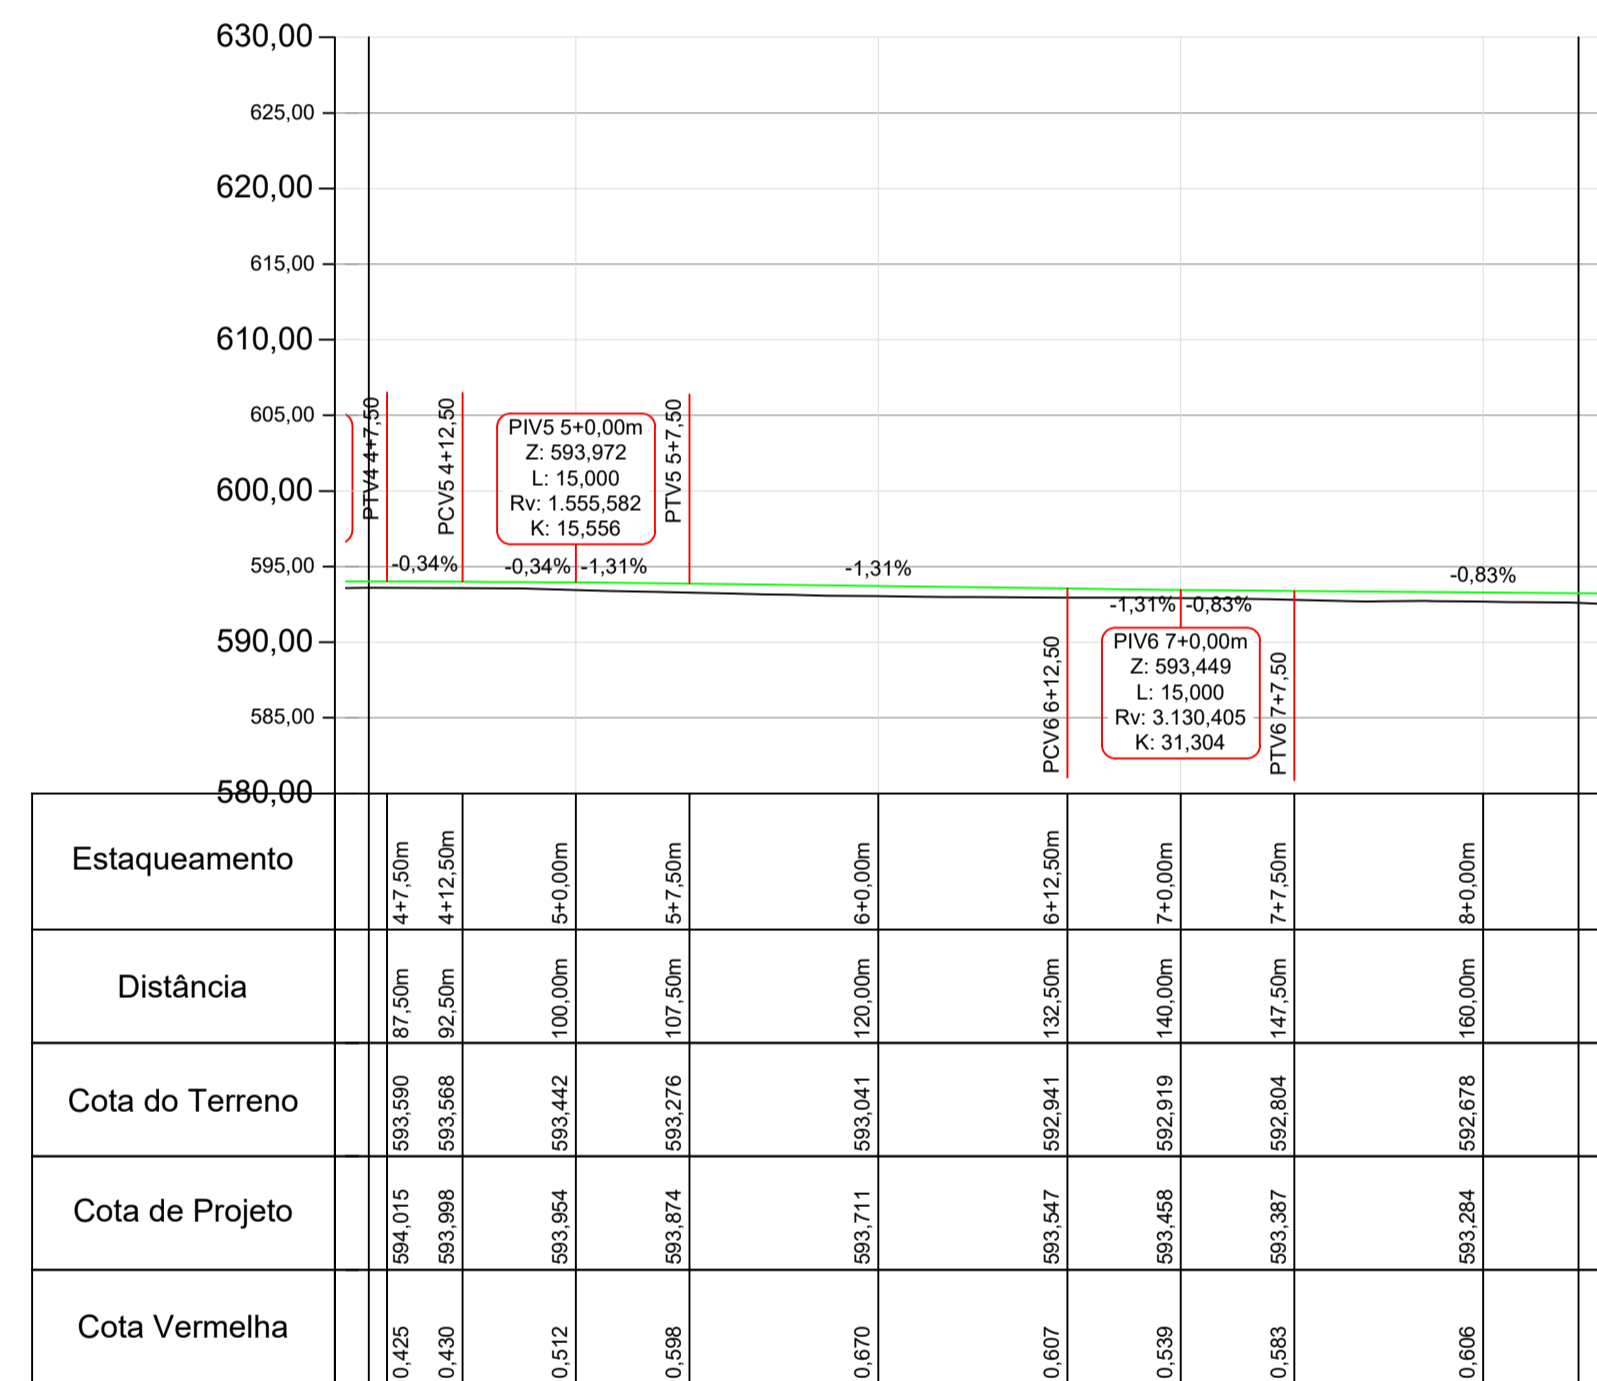 630,00
625,00
620,00
615,00
610,00
605,00
600,00
595,00
590,00
585,00
580,00
PTV4 4+7,50
PCV5 4+12,50
PIV5 5+0,00m
Z: 593,972
L: 15,000
Rv: 1.555,582
K: 15,556
PTV5 5+7,50
-0,34%
-0,34%
-1,31%
-1,31%
-0,83%
PCV6 6+12,50
-1,31%
-0,83%
PIV6 7+0,00m
Z: 593,449
L: 15,000
Rv: 3.130,405
K: 31,304
PTV6 7+7,50
Estaqueamento
4+7,50m
4+12,50m
5+0,00m
5+7,50m
6+0,00m
6+12,50m
7+0,00m
7+7,50m
8+0,00m
Distância
87,50m
92,50m
100,00m
107,50m
120,00m
132,50m
140,00m
147,50m
160,00m
Cota do Terreno
593,590
593,568
593,442
593,276
593,041
592,941
592,919
592,804
592,678
Cota de Projeto
594,015
593,998
593,954
593,874
593,711
593,547
593,458
593,387
593,284
Cota Vermelha
0,425
0,430
0,512
0,598
0,670
0,607
0,539
0,583
0,606